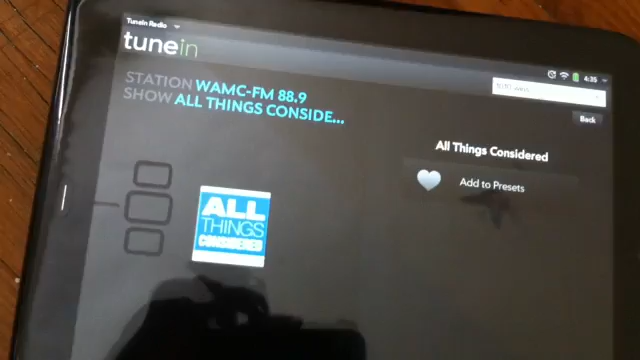 TuneIn Radio
tunein
4:35
STATION WAMC-FM 88.9
SHOW ALL THINGS CONSIDE...
Back
All Things Considered
Add to Presets
ALL
THINGS
CONSIDERED